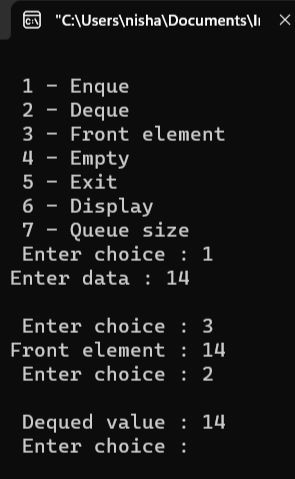 "C:\Users\nisha\Documents\I
1 - Enque
2 - Deque
3 - Front element
4 - Empty
5 - Exit
6 - Display
7 - Queue size
Enter choice : 1
Enter data : 14
Enter choice : 3
Front element : 14
Enter choice : 2
Dequed value : 14
Enter choice :